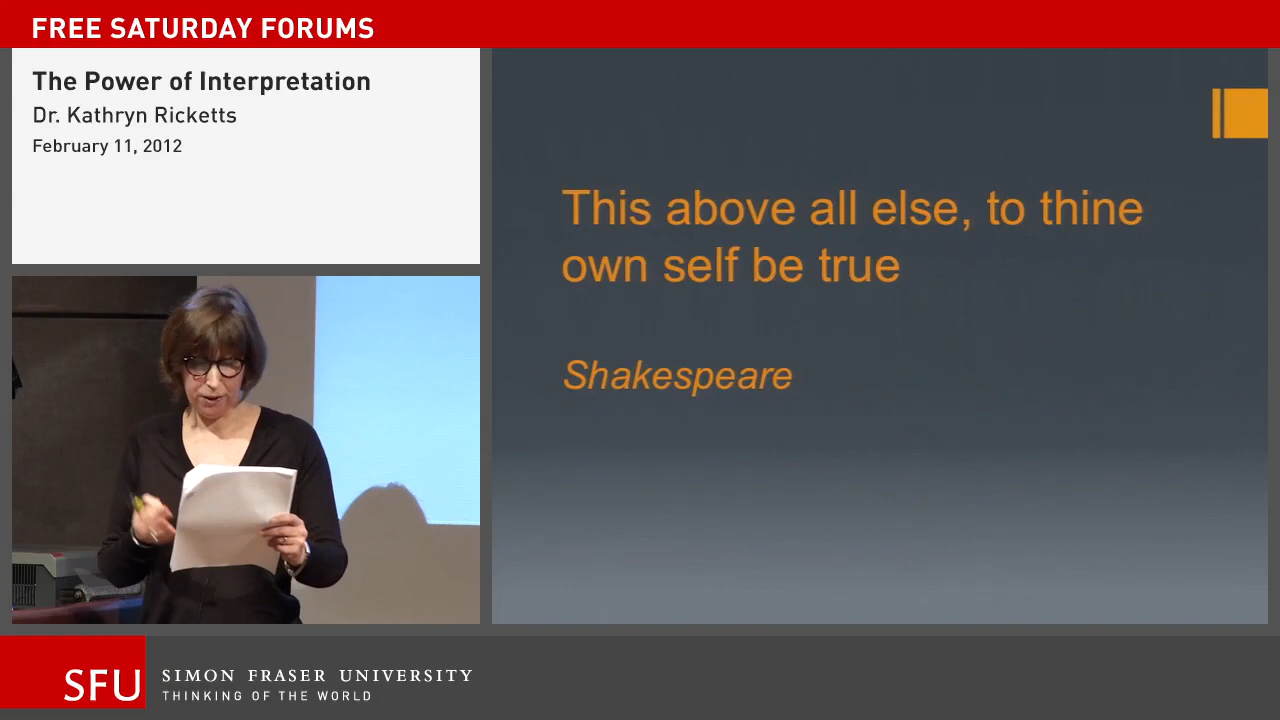 FREE SATURDAY FORUMS
The Power of Interpretation
Dr. Kathryn Ricketts
February 11, 2012
This above all else, to thine
own self be true
Shakespeare
SFU
SIMON FRASER UNIVERSITY
THINKING OF THE WORLD